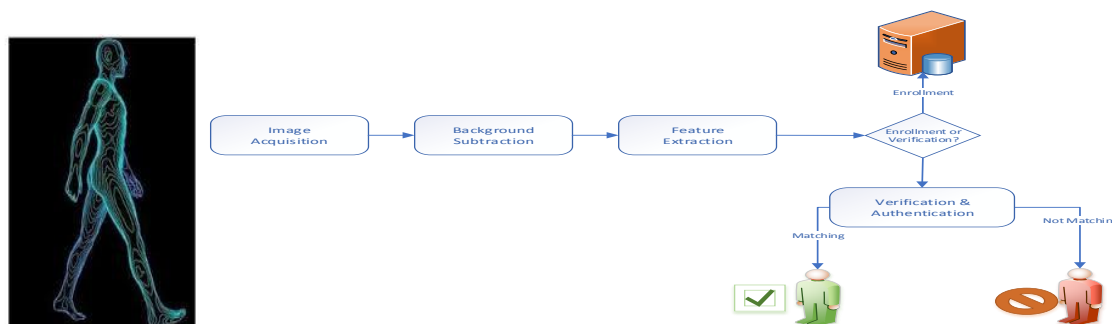 Enrollment
Image
Acquisition
Background
Subtraction
Feature
Extraction
Enrollment or
Verification?
Verification &
Authentication
Matching
Not Matchin